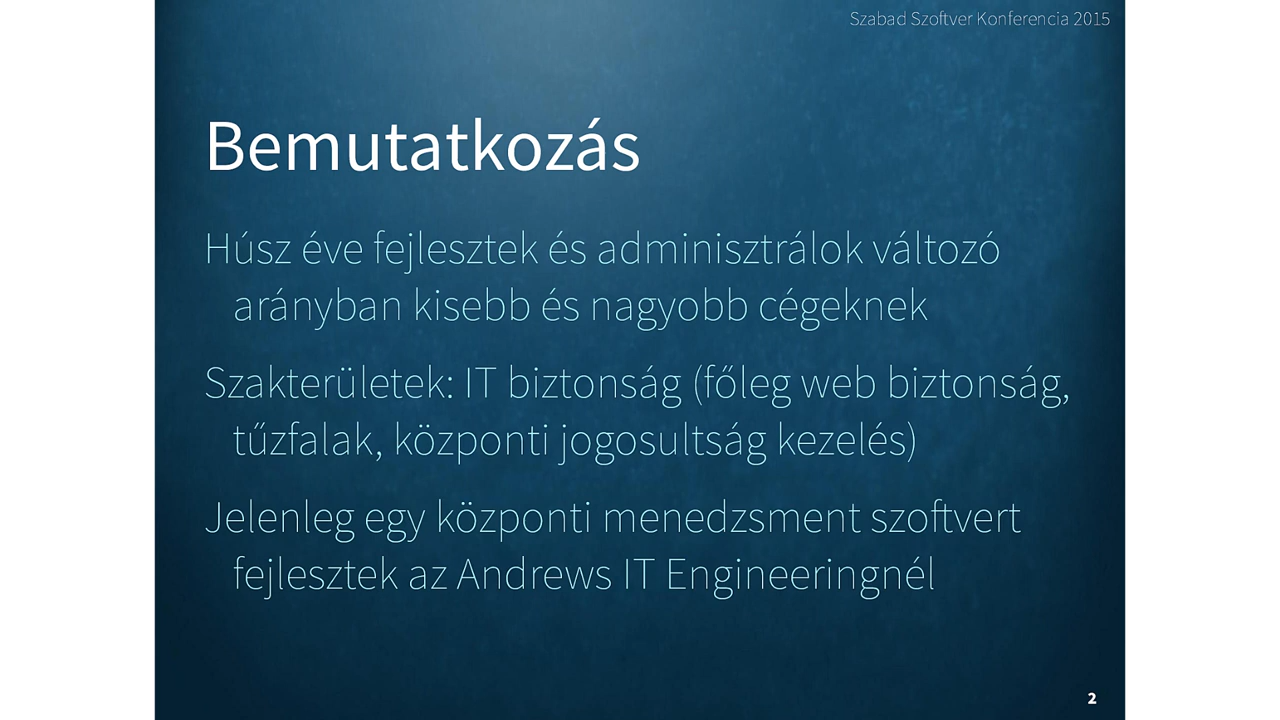 Szabad Szoftver Konferencia 2015
Bemutatkozás
Húsz éve fejlesztek és adminisztrálok változó
arányban kisebb és nagyobb cégeknek
Szakterületek: IT biztonság (főleg web biztonság,
tűzfalak, központi jogosultság kezelés)
Jelenleg egy központi menedzsment szoftvert
fejlesztek az Andrews IT Engineeringnél
2